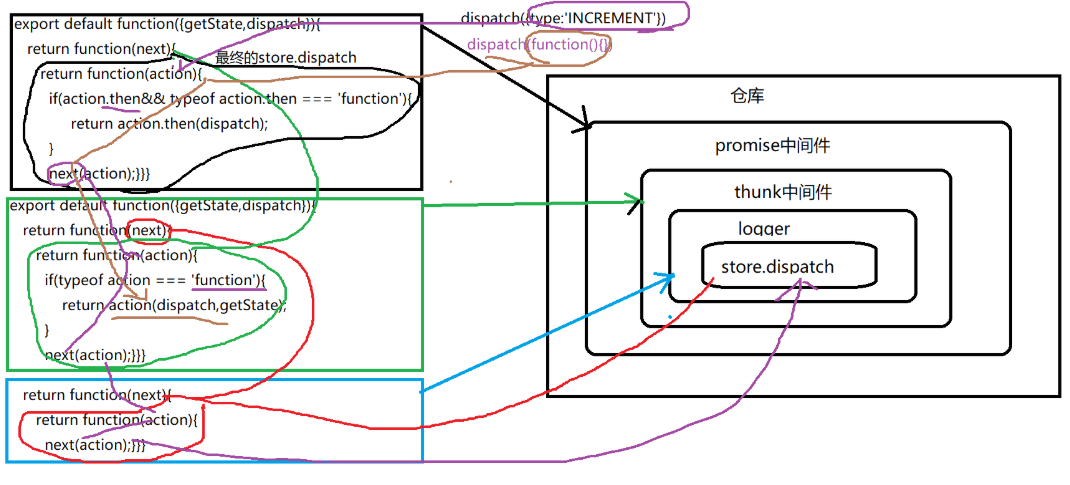 export default function({getState,dispatch}){
return function(next){
最终的store.dispatch
return function(action){
if(action.then&& typeof action.then === 'function'){
return action.then(dispatch);
}
next(action);}}}
export default function({getState,dispatch}){
return function(next){
return function(action){
if(typeof action === 'function'){
return action(dispatch,getState);
}
next(action);}}}
return function(next){
return function(action){
next(action);}}}
dispatch({type:'INCREMENT'})
dispatch(function(){})
仓库
promise中间件
thunk中间件
logger
store.dispatch